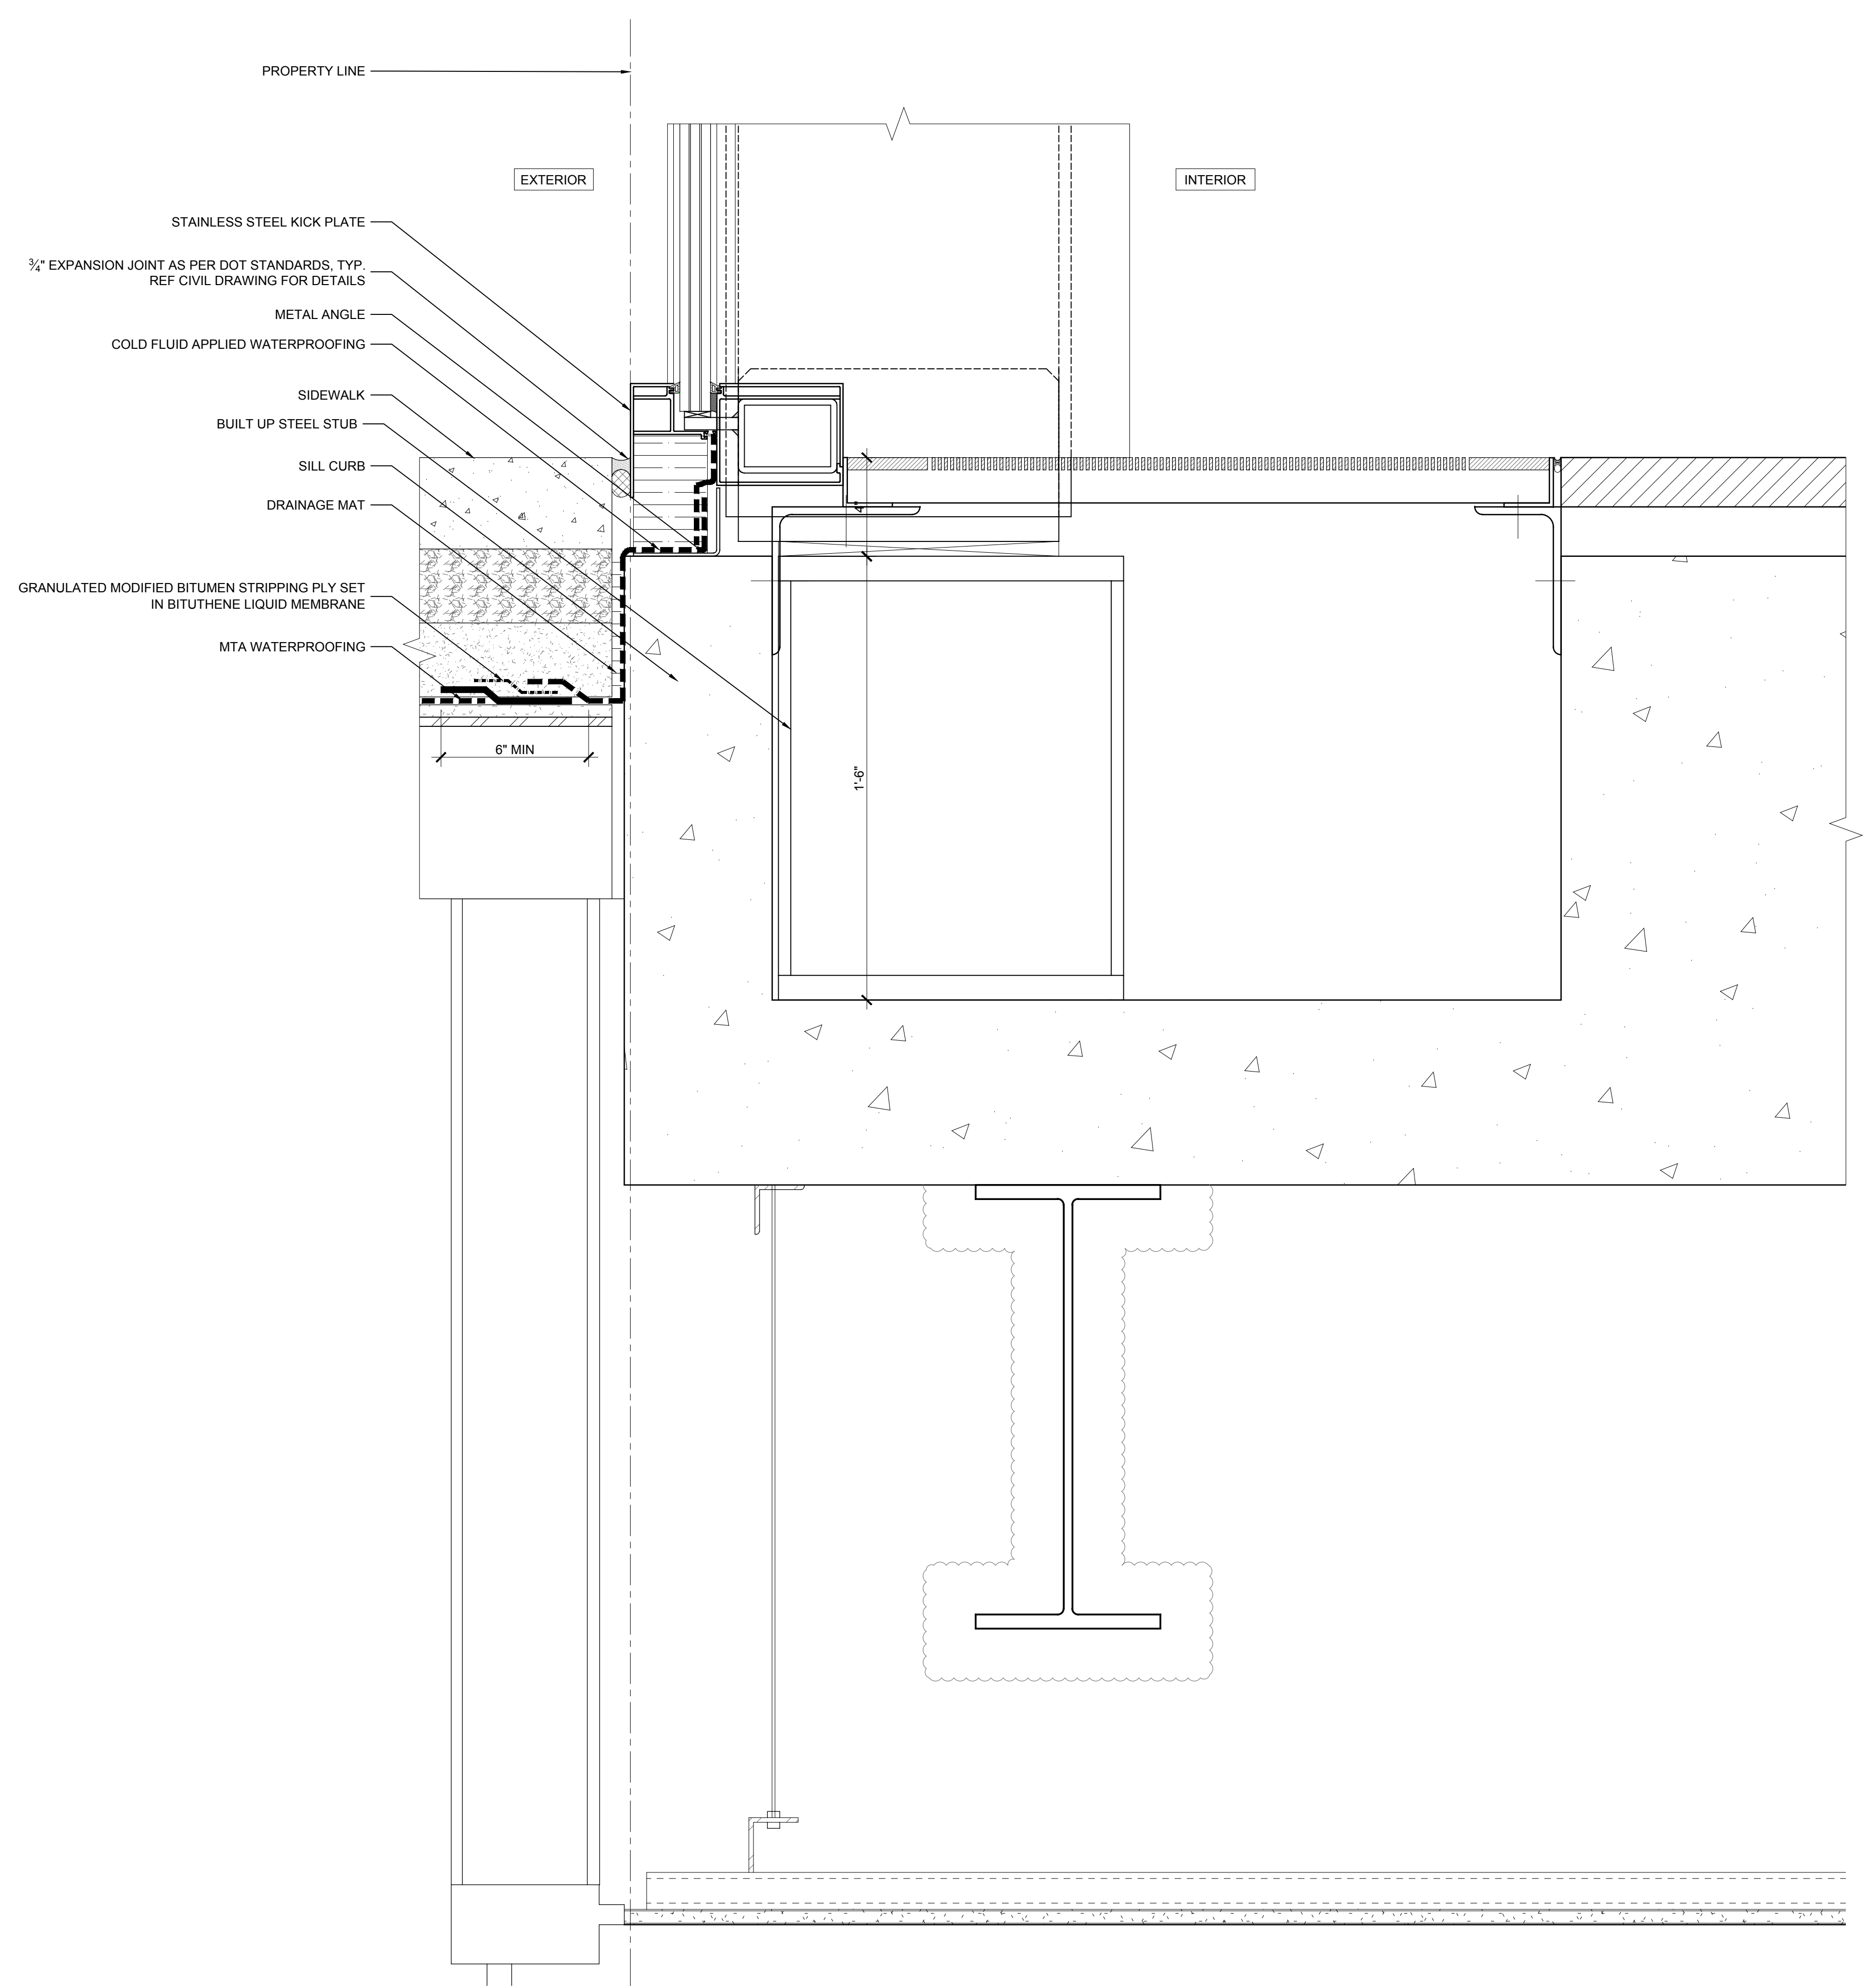 PROPERTY LINE
EXTERIOR
INTERIOR
STAINLESS STEEL KICK PLATE
¾" EXPANSION JOINT AS PER DOT STANDARDS, TYP.
REF CIVIL DRAWING FOR DETAILS
METAL ANGLE
COLD FLUID APPLIED WATERPROOFING
SIDEWALK
BUILT UP STEEL STUB
SILL CURB
DRAINAGE MAT
4"
GRANULATED MODIFIED BITUMEN STRIPPING PLY SET
IN BITUTHENE LIQUID MEMBRANE
MTA WATERPROOFING
6" MIN
1'-6"